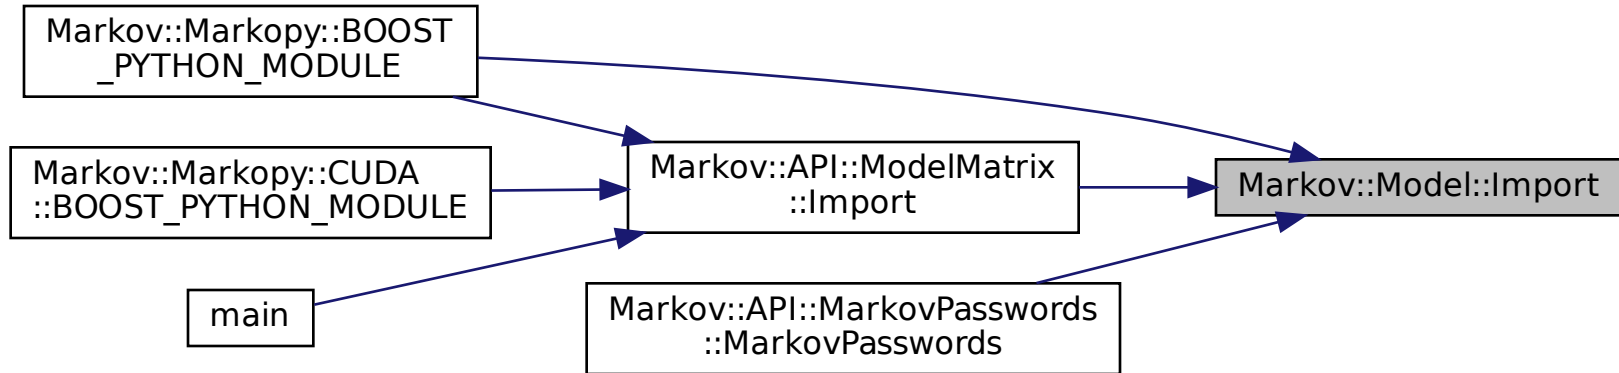 Markov::Markopy::BOOST
_PYTHON_MODULE
Markov::Markopy::CUDA
::BOOST_PYTHON_MODULE
main
Markov::API::ModelMatrix
::Import
Markov::API::MarkovPasswords
::MarkovPasswords
Markov::Model::Import